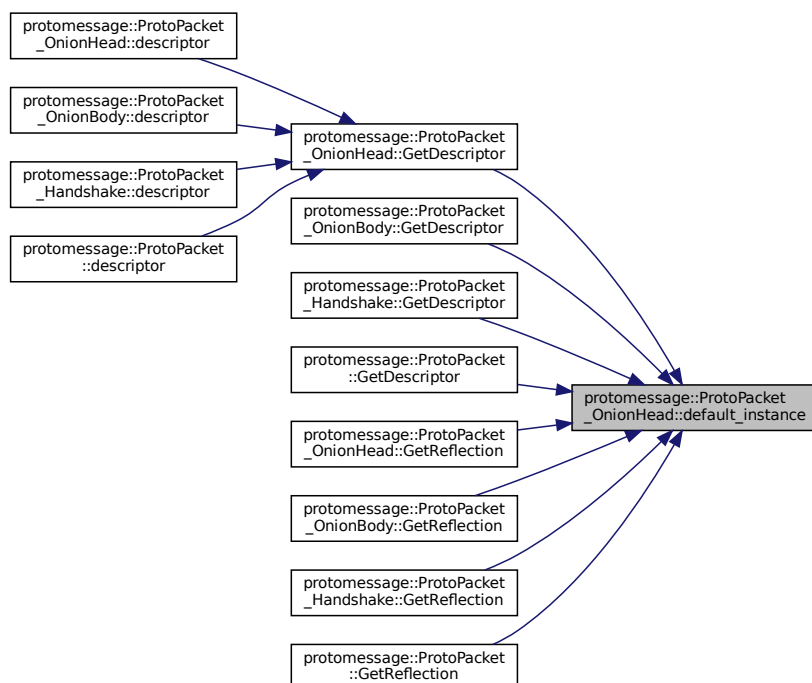 protomessage::ProtoPacket
_OnionHead::descriptor
protomessage::ProtoPacket
_OnionBody::descriptor
protomessage::ProtoPacket
_Handshake::descriptor
protomessage::ProtoPacket
::descriptor
protomessage::ProtoPacket
_OnionHead::GetDescriptor
protomessage::ProtoPacket
_OnionBody::GetDescriptor
protomessage::ProtoPacket
_Handshake::GetDescriptor
protomessage::ProtoPacket
::GetDescriptor
protomessage::ProtoPacket
_OnionHead::GetReflection
protomessage::ProtoPacket
_OnionBody::GetReflection
protomessage::ProtoPacket
_Handshake::GetReflection
protomessage::ProtoPacket
::GetReflection
protomessage::ProtoPacket
_OnionHead::default_instance